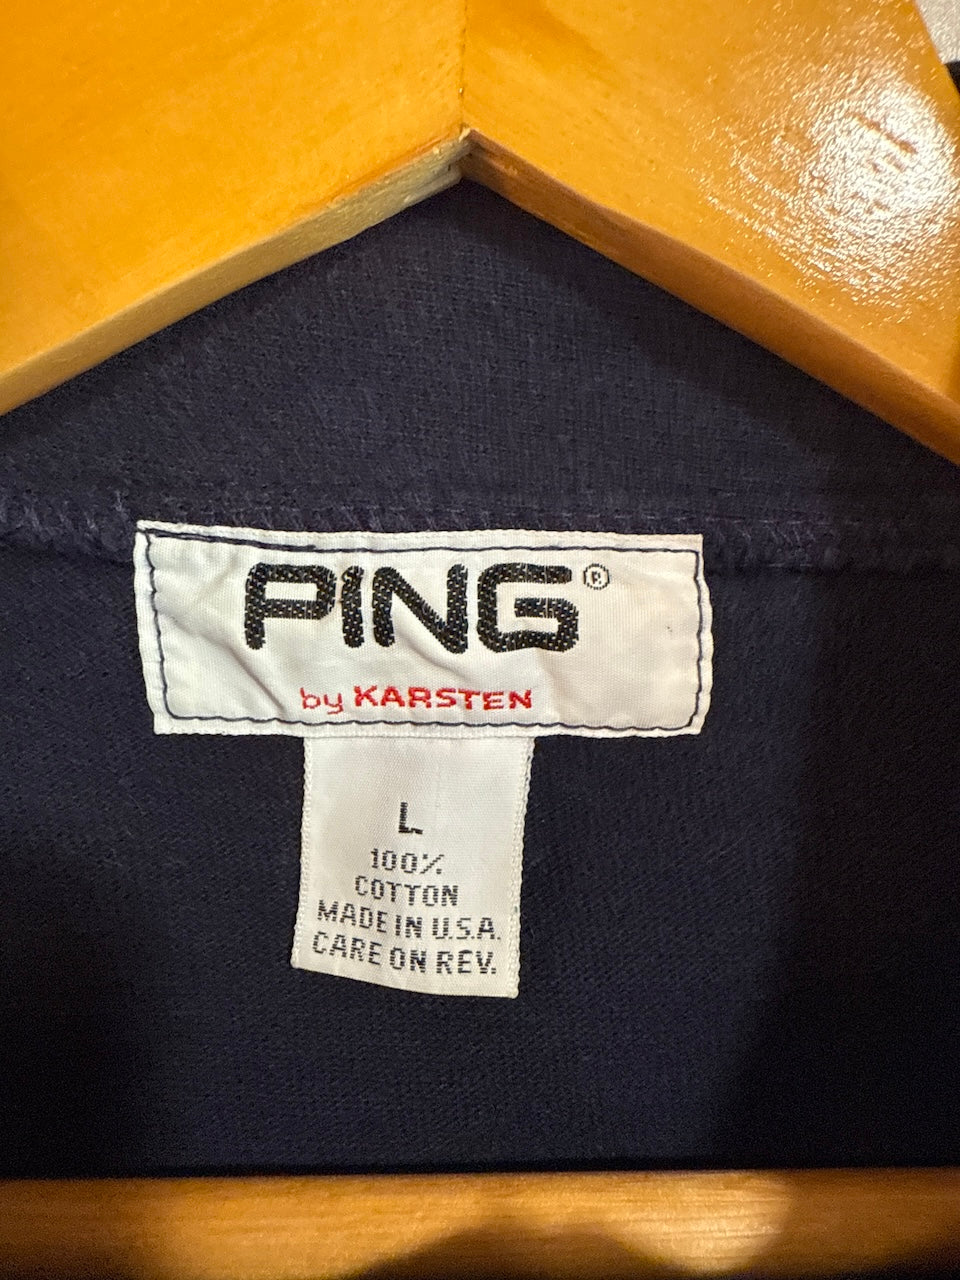 PING®
by KARSTEN
L
100%
COTTON
MADE IN U.S.A.
CARE ON REV.